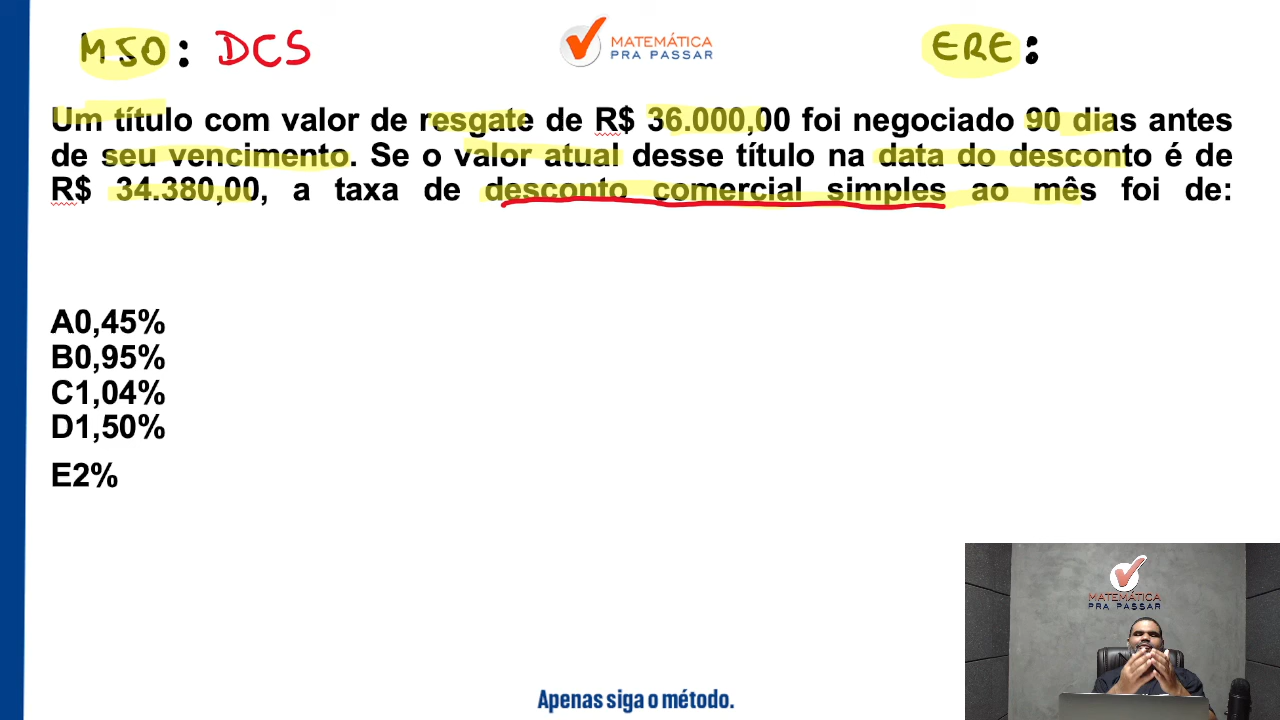 MSO: DCS
MATEMÁTICA
PRA PASSAR
ERE:
Um título com valor de resgate de R$ 36.000,00 foi negociado 90 dias antes
de seu vencimento. Se o valor atual desse título na data do desconto é de
R$ 34.380,00, a taxa de desconto comercial simples ao mês foi de:
A0,45%
B0,95%
C1,04%
D1,50%
E2%
MATEMÁTICA
PRA PASSAR
Apenas siga o método.